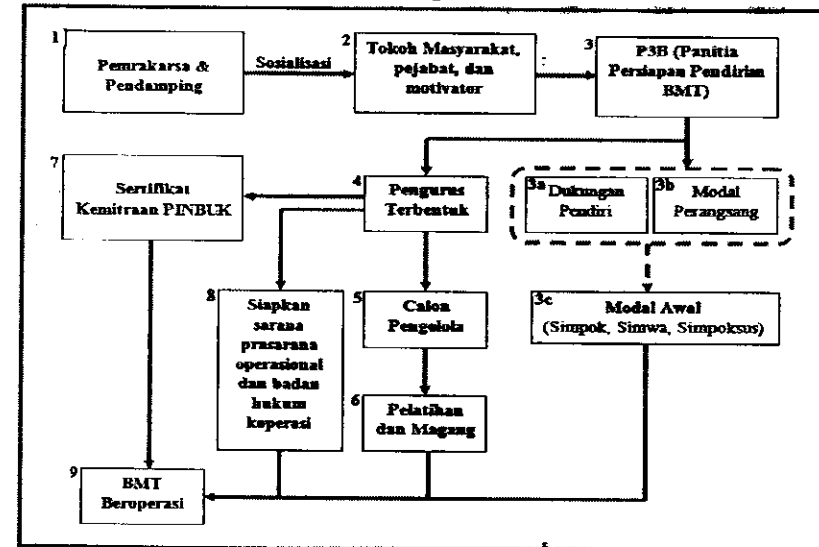 1
Pemrakarsa &
Pendamping
Sosialisasi
2
Tokoh Masyarakat,
pejabat, dan
motivator
3
P3B (Panitia
Persiapan Pendirian
BMT)
7
Sertifikat
Kemitraan PINBUK
4
Pengurus
Terbentuk
3a
Dukungan
Pendiri
3b
Modal
Perangsang
8
Siapkan
sarana
prasarana
operasional
dan badan
hukum
koperasi
5
Calon
Pengelola
3c
Modal Awal
(Simpok, Simwa, Simpoksus)
6
Pelatihan
dan Magang
9
BMT
Beroperasi